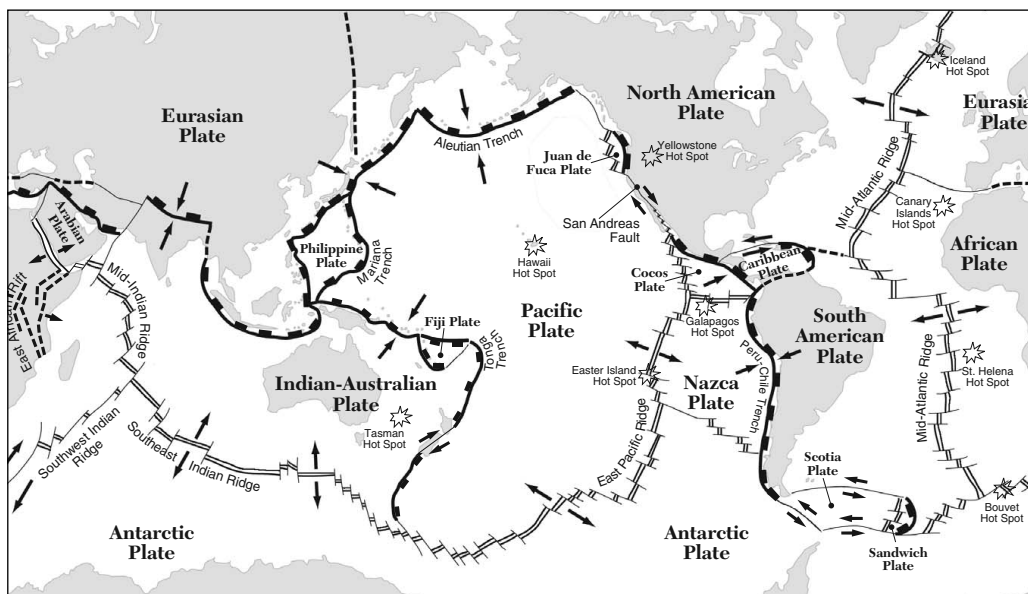 Iceland
Hot Spot
North American
Plate
Eurasian
Plate
Eurasian
Plate
Aleutian Trench
Juan de
Fuca Plate
Yellowstone
Hot Spot
Mid-Atlantic Ridge
San Andreas
Fault
Canary
Islands
Hot Spot
Arabian
Plate
Philippine
Plate
Mariana
Trench
Hawaii
Hot Spot
Cocos
Plate
Caribbean
Plate
African
Plate
East African Rift
Mid-Indian Ridge
Pacific
Plate
Fiji Plate
Tonga
Trench
Galapagos
Hot Spot
South
American
Plate
Indian-Australian
Plate
Easter Island
Hot Spot
Nazca
Plate
Peru-Chile Trench
Mid-Atlantic Ridge
St. Helena
Hot Spot
Tasman
Hot Spot
Southwest Indian
Ridge
Southeast
Indian Ridge
East Pacific Ridge
Scotia
Plate
Bouvet
Hot Spot
Antarctic
Plate
Antarctic
Plate
Sandwich
Plate